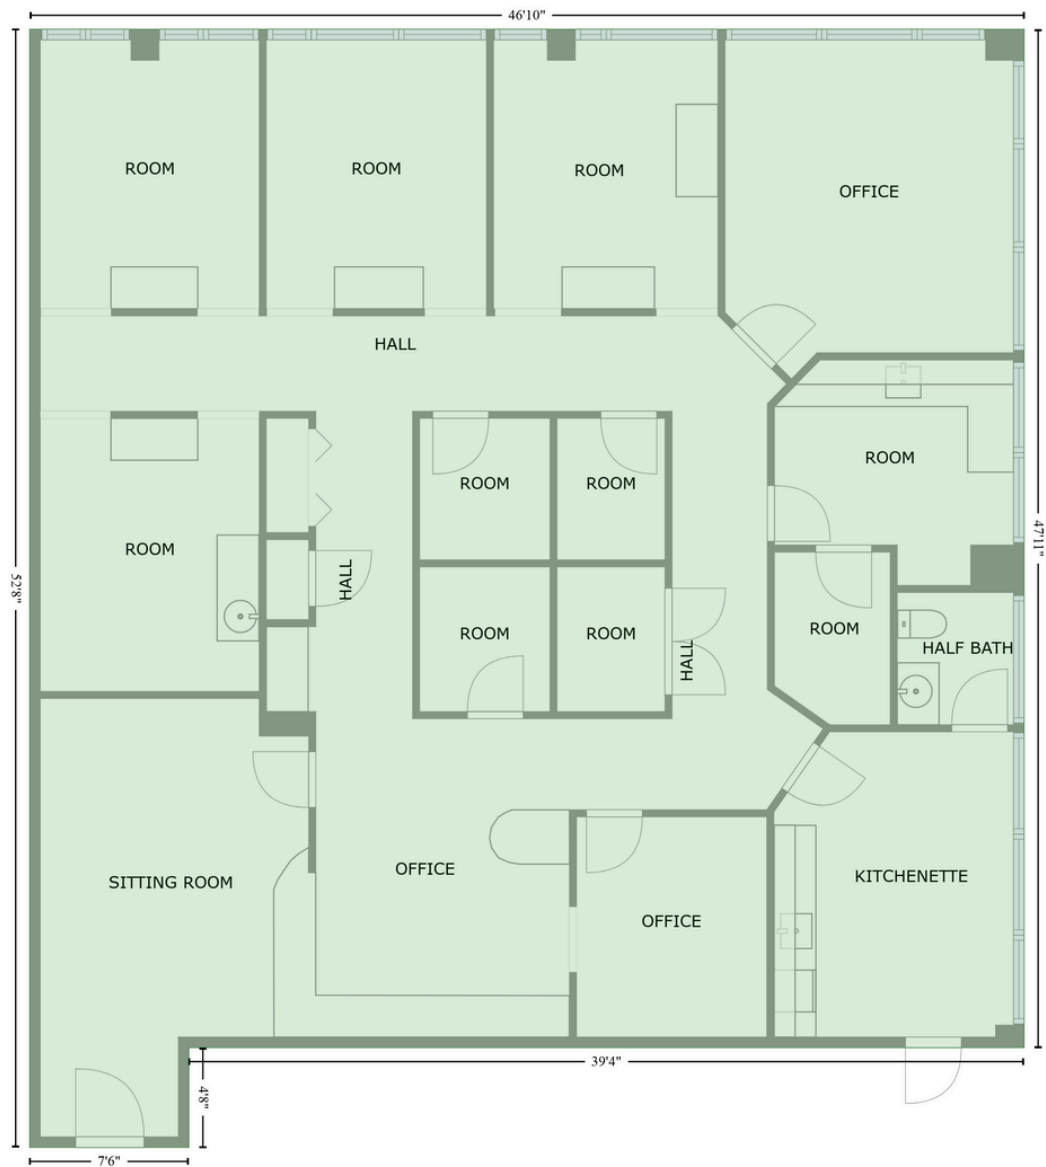 46'10"
ROOM
ROOM
ROOM
OFFICE
HALL
ROOM
ROOM
ROOM
ROOM
52'8"
47'11"
HALL
ROOM
ROOM
ROOM
HALL
HALF BATH
OFFICE
KITCHENETTE
SITTING ROOM
OFFICE
39'4"
4'8"
7'6"